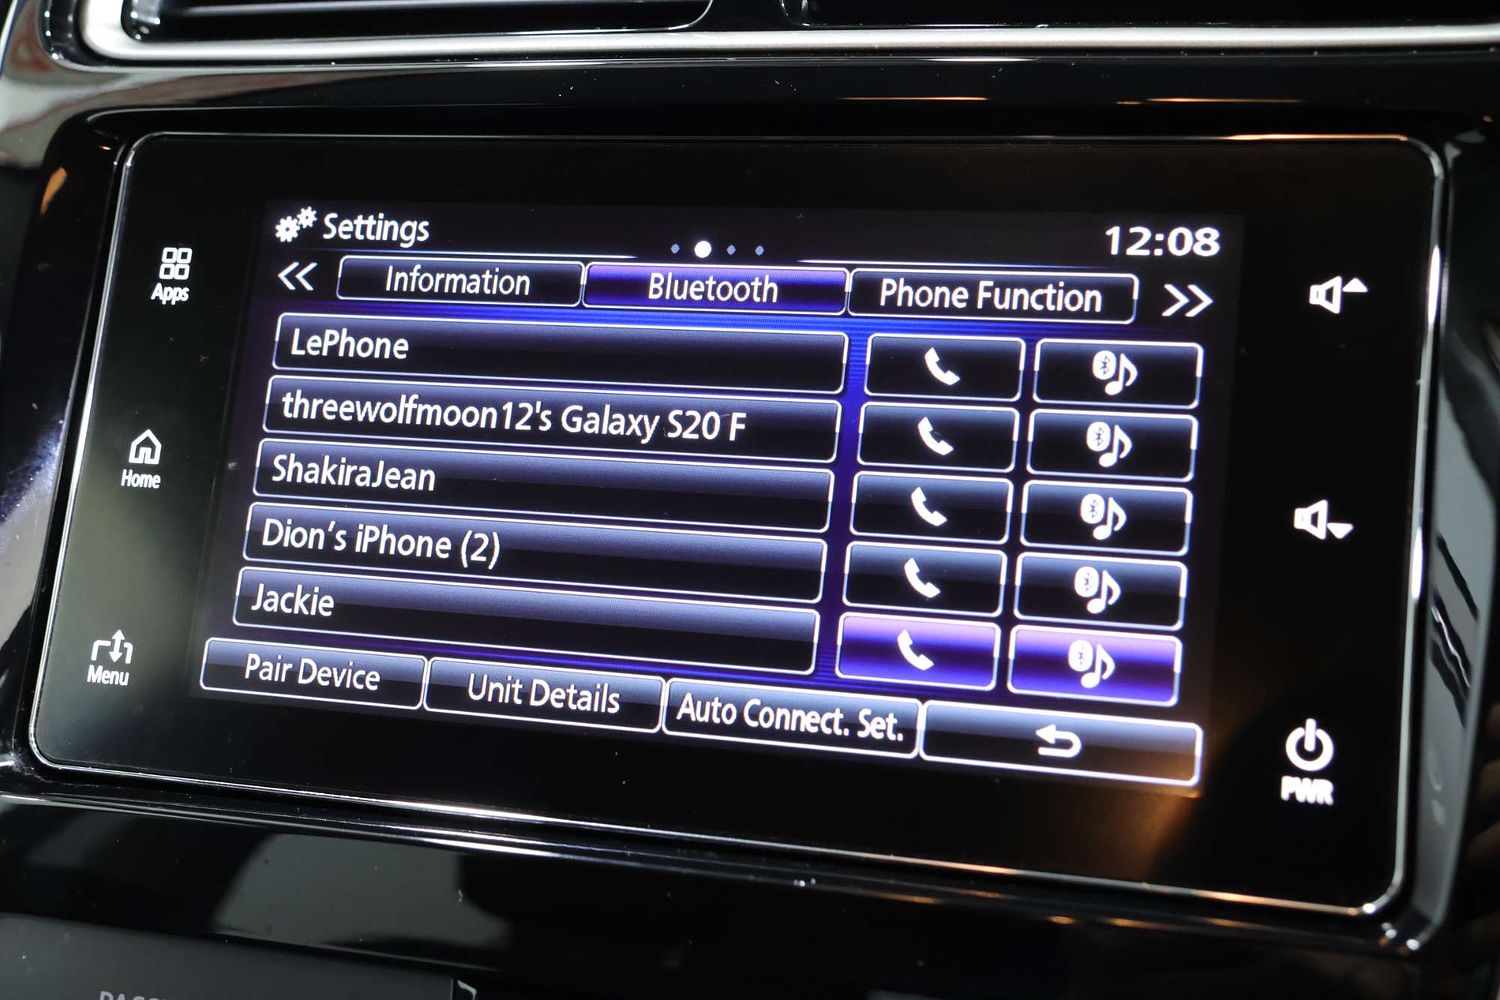 Settings
12:08
Apps
Information
Bluetooth
Phone Function
LePhone
threewolfmoon12's Galaxy S20 F
ShakiraJean
Home
Dion's iPhone (2)
Jackie
Menu
Pair Device
Unit Details
Auto Connect. Set.
PWR